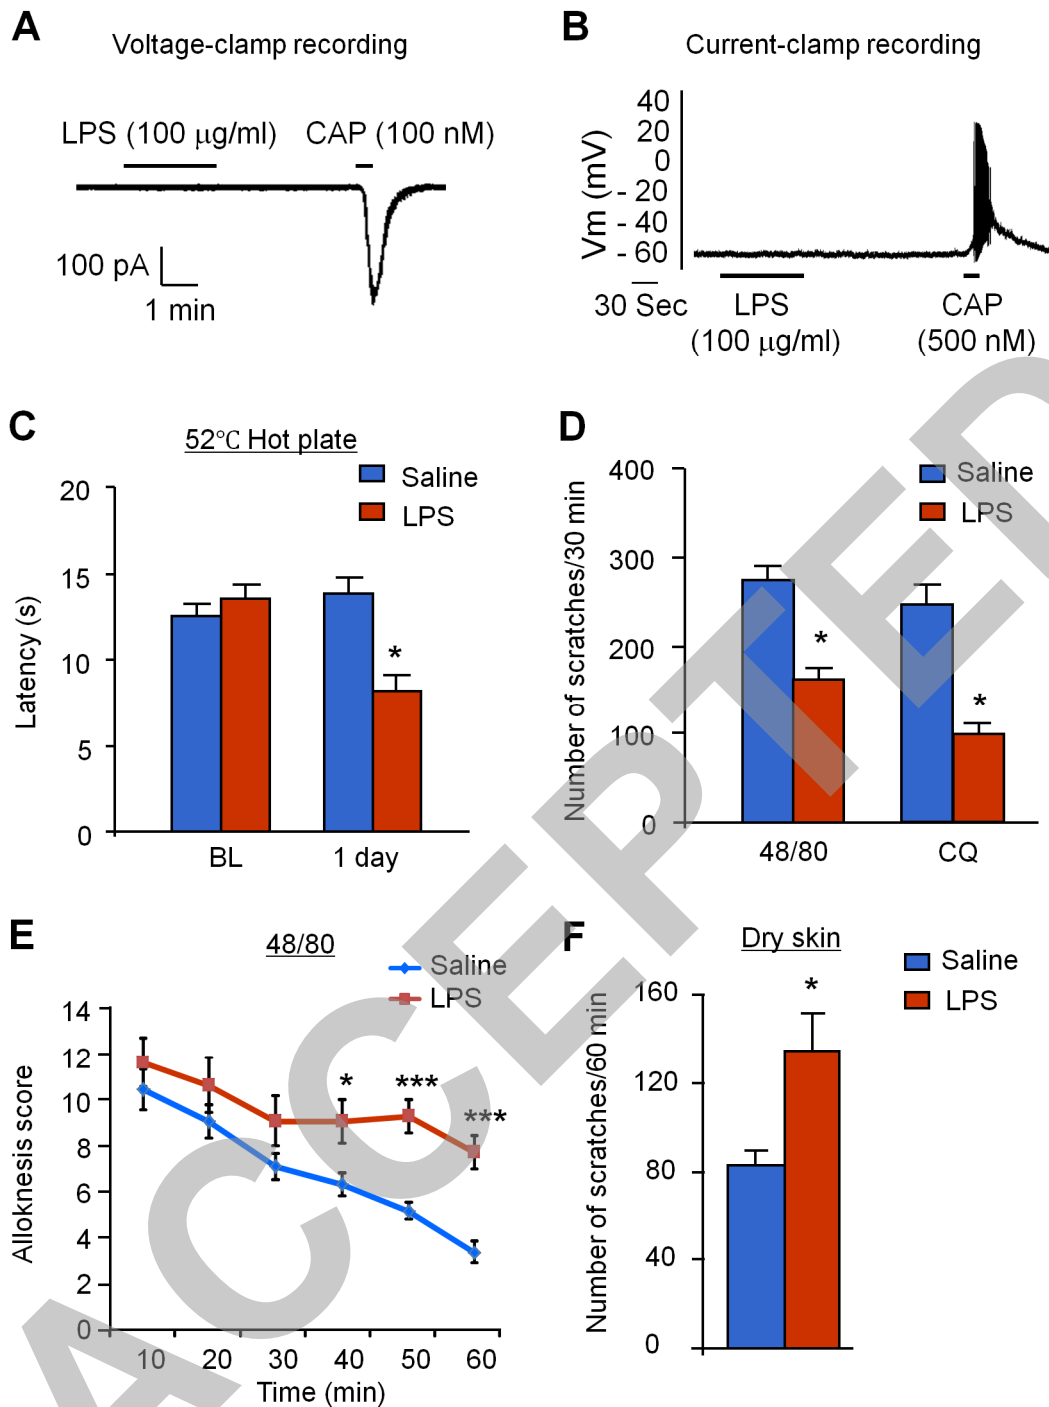 A
Voltage-clamp recording
LPS (100 μg/ml)
CAP (100 nM)
100 pA
1 min
B
Current-clamp recording
Vm (mV)
40
20
0
- 20
- 40
- 60
30 Sec
LPS
(100 μg/ml)
CAP
(500 nM)
C
52℃ Hot plate
Saline
LPS
Latency (s)
20
15
10
5
0
*
BL
1 day
D
Saline
LPS
Number of scratches/30 min
400
300
200
100
0
*
*
48/80
CQ
E
48/80
Saline
LPS
Alloknesis score
14
12
10
8
6
4
2
0
*
***
***
10 20 30 40 50 60
Time (min)
F
Dry skin
Saline
LPS
Number of scratches/60 min
160
120
80
40
0
*
ACCEPTED